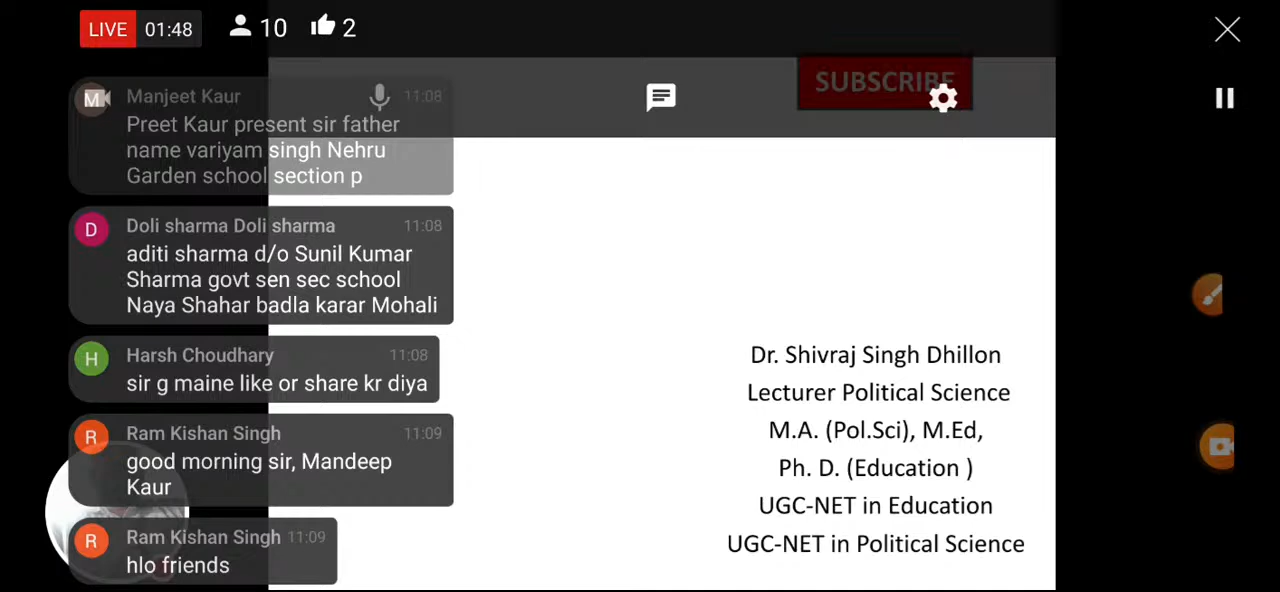 LIVE 01:48 10 2
SUBSCRIBE
Manjeet Kaur 11:08
Preet Kaur present sir father
name variyam singh Nehru
Garden school section p
Doli sharma Doli sharma 11:08
aditi sharma d/o Sunil Kumar
Sharma govt sen sec school
Naya Shahar badla karar Mohali
Harsh Choudhary 11:08
sir g maine like or share kr diya
Ram Kishan Singh 11:09
good morning sir, Mandeep
Kaur
Ram Kishan Singh 11:09
hlo friends
Dr. Shivraj Singh Dhillon
Lecturer Political Science
M.A. (Pol.Sci), M.Ed,
Ph. D. (Education )
UGC-NET in Education
UGC-NET in Political Science
M
D
H
R
R